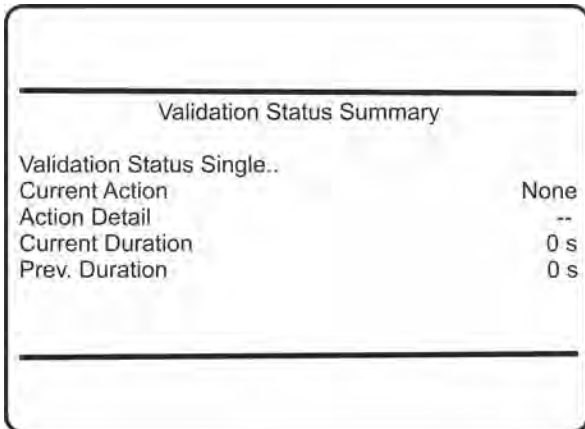 Validation Status Summary
Validation Status Single..
Current Action None
Action Detail --
Current Duration 0 s
Prev. Duration 0 s